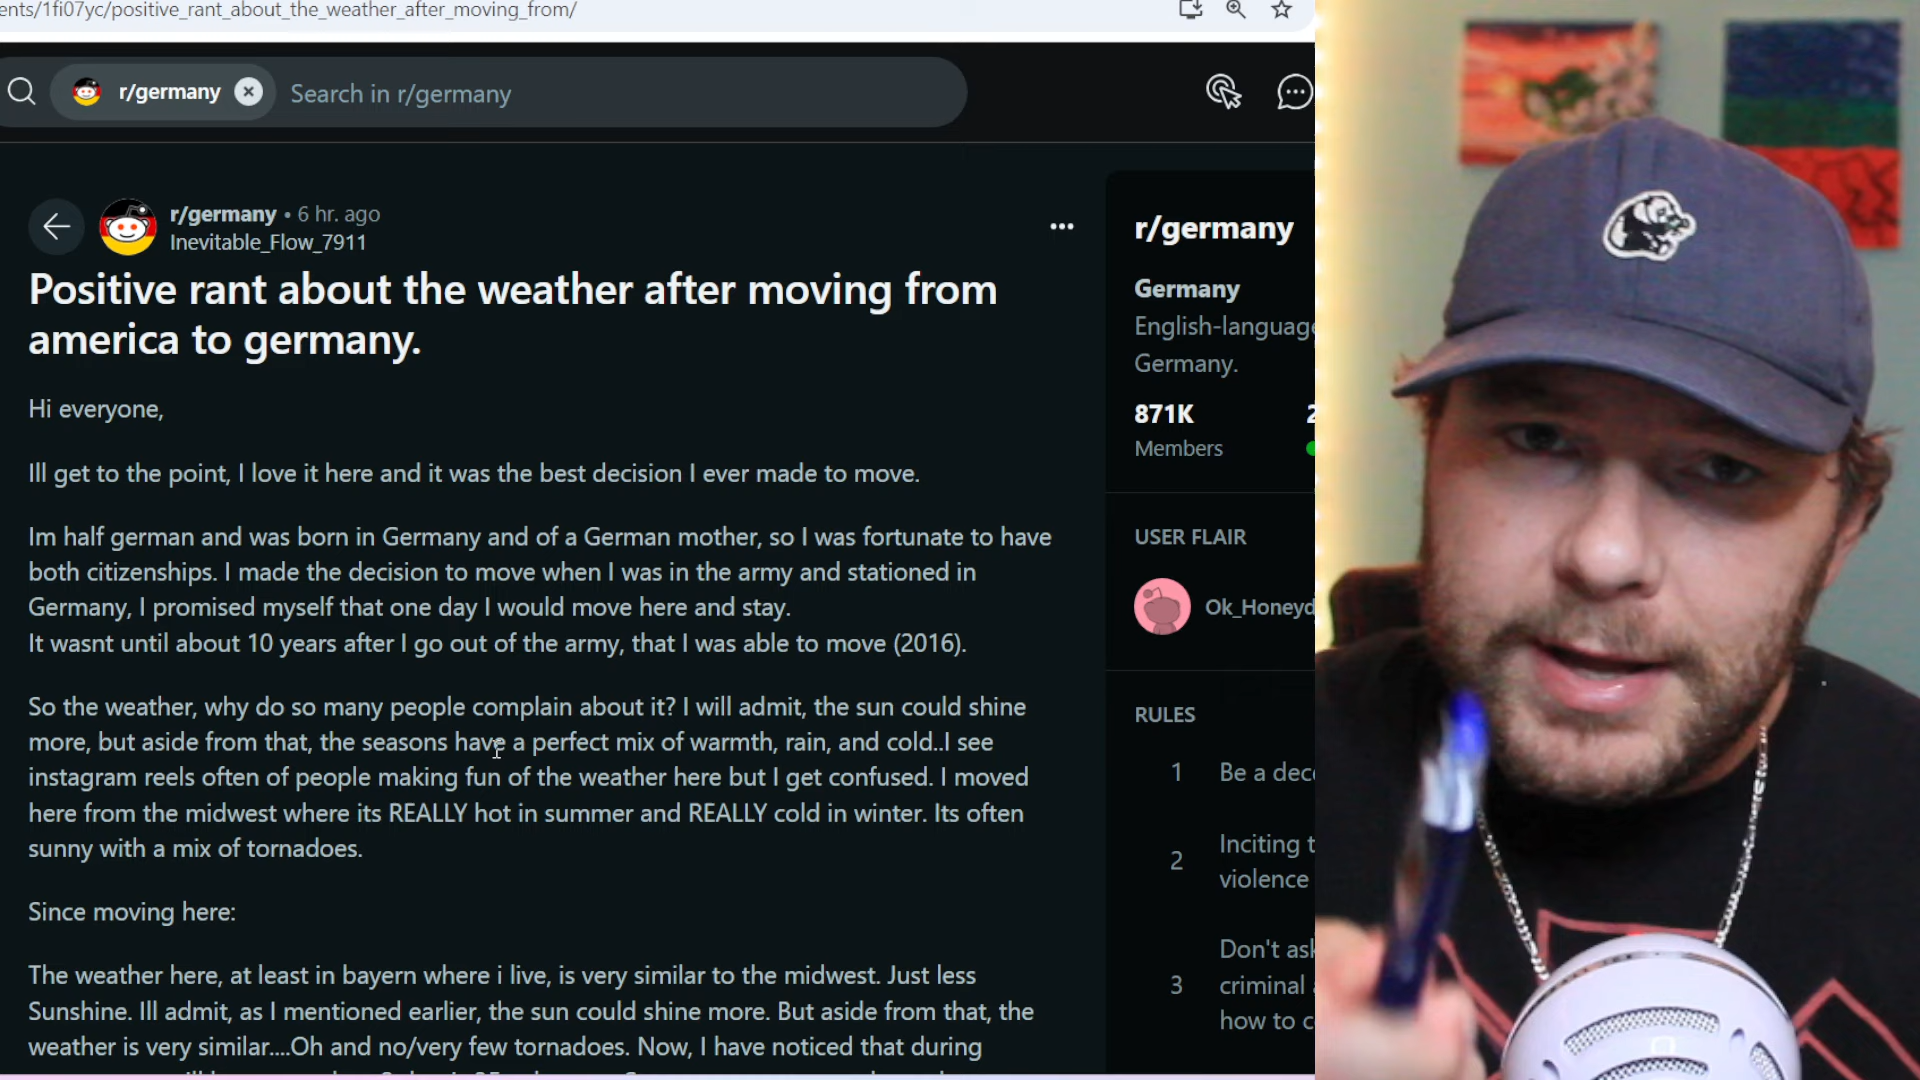 ents/1fi07yc/positive_rant_about_the_weather_after_moving_from/
r/germany
Search in r/germany
r/germany • 6 hr. ago
Inevitable_Flow_7911
Positive rant about the weather after moving from
america to germany.
Hi everyone,
Ill get to the point, I love it here and it was the best decision I ever made to move.
Im half german and was born in Germany and of a German mother, so I was fortunate to have
both citizenships. I made the decision to move when I was in the army and stationed in
Germany, I promised myself that one day I would move here and stay.
It wasnt until about 10 years after I go out of the army, that I was able to move (2016).
So the weather, why do so many people complain about it? I will admit, the sun could shine
more, but aside from that, the seasons have a perfect mix of warmth, rain, and cold..I see
instagram reels often of people making fun of the weather here but I get confused. I moved
here from the midwest where its REALLY hot in summer and REALLY cold in winter. Its often
sunny with a mix of tornadoes.
Since moving here:
The weather here, at least in bayern where i live, is very similar to the midwest. Just less
Sunshine. Ill admit, as I mentioned earlier, the sun could shine more. But aside from that, the
weather is very similar....Oh and no/very few tornadoes. Now, I have noticed that during
r/germany
Germany
English-language
Germany.
871K
2
Members
USER FLAIR
Ok_Honeyd
RULES
1 Be a dec
2 Inciting t
violence
3 Don't ask
criminal
how to c